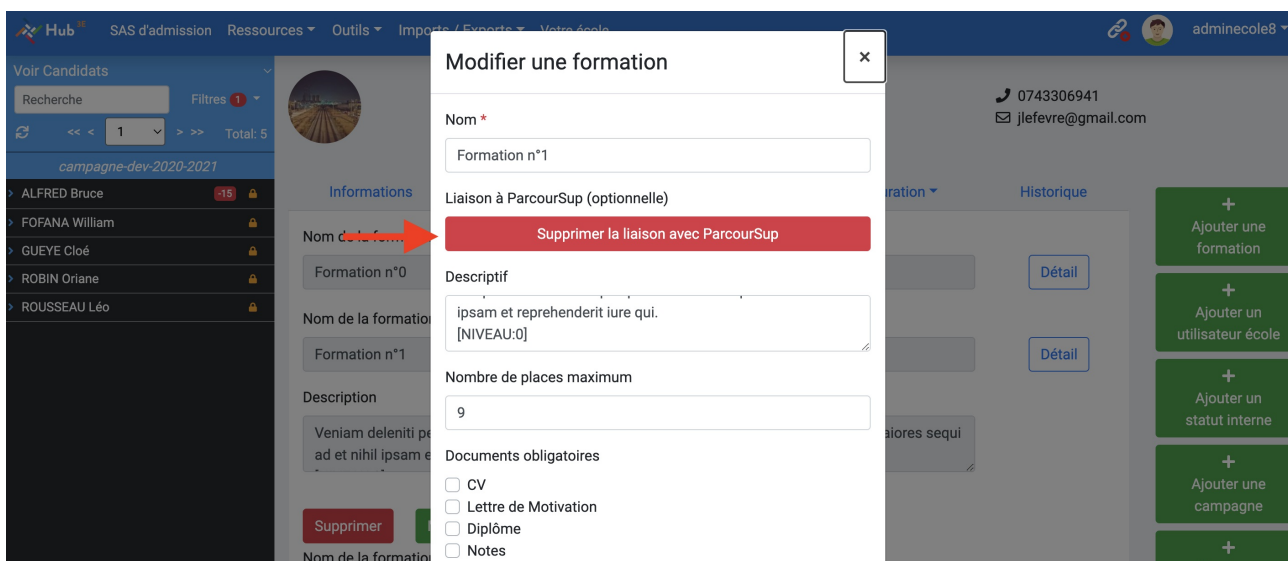 Hub SAS d'admission Ressources Outils Imports / Exports Votre école adminecole8
Voir Candidats
Recherche Filtres 1
<< < 1 > >> Total: 5
campagne-dev-2020-2021
ALFRED Bruce -15
FOFANA William
GUEYE Cloé
ROBIN Oriane
ROUSSEAU Léo
0743306941
jlefevre@gmail.com
Informations
Historique
Nom de la
Formation n°0
Détail
Nom de la formation
Formation n°1
Détail
Description
Veniam deleniti
aiores sequi
ad et nihil ipsam
Supprimer
Nom de la formation
Modifier une formation ×
Nom *
Formation n°1
Liaison à ParcourSup (optionnelle)
Supprimer la liaison avec ParcourSup
Descriptif
ipsam et reprehenderit iure qui.
[NIVEAU:0]
Nombre de places maximum
9
Documents obligatoires
CV
Lettre de Motivation
Diplôme
Notes
+
Ajouter une
formation
+
Ajouter un
utilisateur école
+
Ajouter un
statut interne
+
Ajouter une
campagne
+